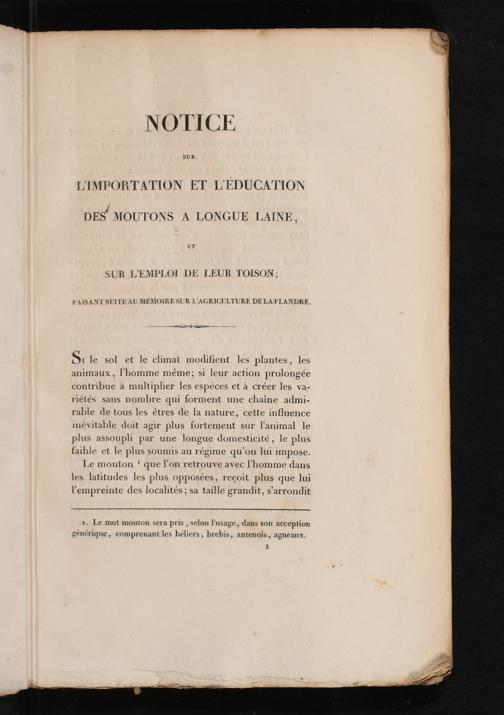 NOTICE
SUR
L'IMPORTATION ET L'ÉDUCATION
DES MOUTONS A LONGUE LAINE,
ET
SUR L'EMPLOI DE LEUR TOISON;
FAISANT SUITE AU MÉMOIRE SUR L'AGRICULTURE DE LA FLANDRE.
Si le sol et le climat modifient les plantes, les
animaux, l'homme même; si leur action prolongée
contribue à multiplier les espèces et à créer les va-
riétés sans nombre qui forment une chaîne admi-
rable de tous les êtres de la nature, cette influence
inévitable doit agir plus fortement sur l'animal le
plus assoupli par une longue domesticité, le plus
faible et le plus soumis au régime qu'on lui impose.
Le mouton ¹ que l'on retrouve avec l'homme dans
les latitudes les plus opposées, reçoit plus que lui
l'empreinte des localités; sa taille grandit, s'arrondit
1. Le mot mouton sera pris, selon l'usage, dans son acception
générique, comprenant les béliers, brebis, antenois, agneaux.
1